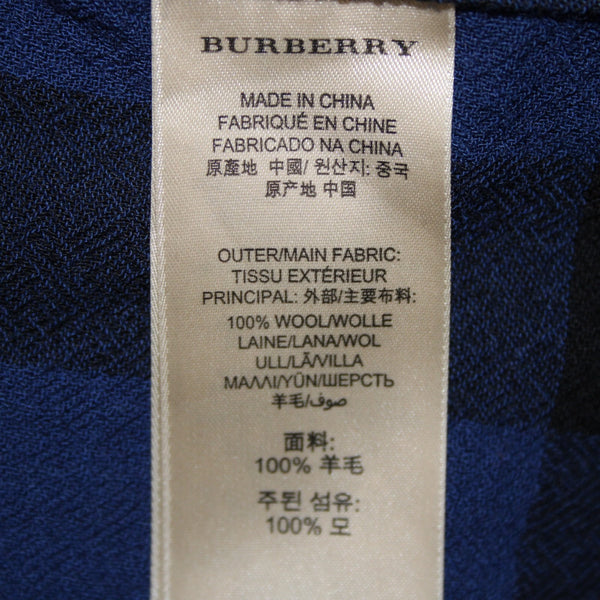 BURBERRY
MADE IN CHINA
FABRIQUÉ EN CHINE
FABRICADO NA CHINA
原產地 中國/ 원산지: 중국
原产地 中国
OUTER/MAIN FABRIC:
TISSU EXTÉRIEUR
PRINCIPAL: 外部/主要布料:
100% WOOL/WOLLE
LAINE/LANA/WOL
ULL/LÃ/VILLA
ΜΑΛΛΙ/YÜN/ШЕРСТЬ
羊毛/صوف
面料:
100% 羊毛
주된 섬유:
100% 모